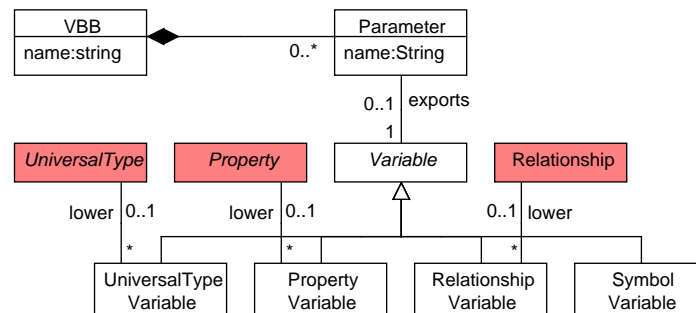 VBB
Parameter
name:string
name:String
0..*
0..1
exports
1
UniversalType
Property
Variable
Relationship
lower
0..1
lower
0..1
0..1
lower
*
*
*
UniversalType
Variable
Property
Variable
Relationship
Variable
Symbol
Variable